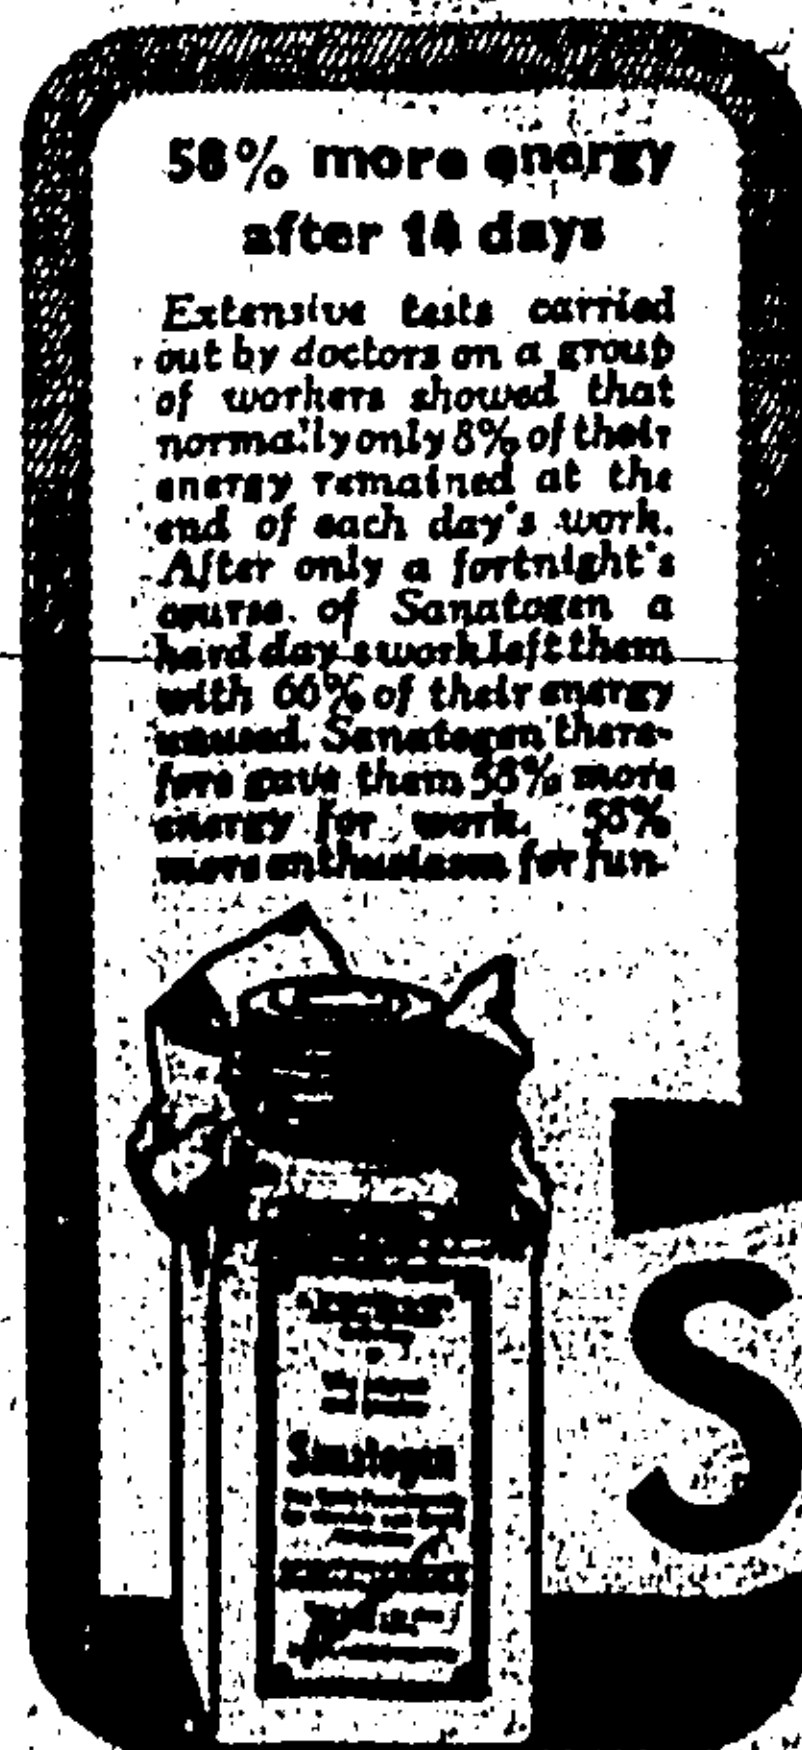 58% more energy
after 14 days
Extensive tests carried
out by doctors on a group
of workers showed that
normally only 8% of their
energy remained at the
end of each day's work.
After only a fortnight's
course of Sanatogen a
hard day's work left them
with 66% of their energy
unused. Sanatogen there-
fore gave them 58% more
energy for work. 58%
more enthusiasm for fun.
Sanatogen
S